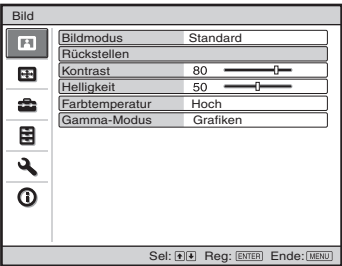 Bild
Bildmodus Standard
Rückstellen
Kontrast 80
Helligkeit 50
Farbtemperatur Hoch
Gamma-Modus Grafiken
Sel: Reg: ENTER Ende: MENU